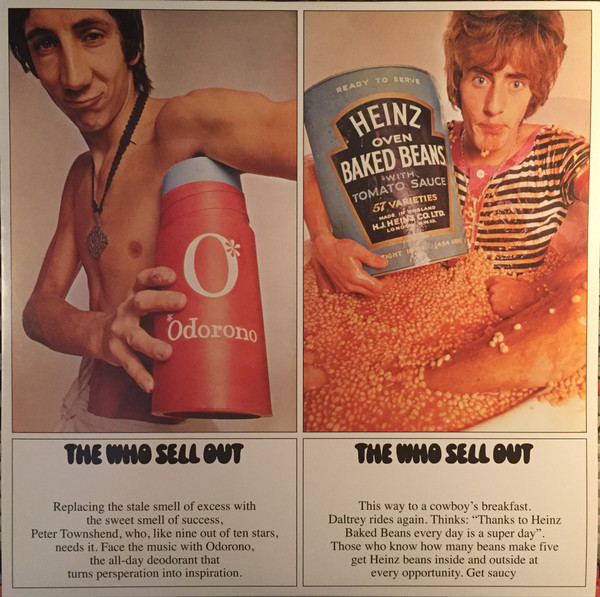 O*
*Odorono
READY TO SERVE
HEINZ
OVEN
BAKED BEANS
WITH
TOMATO SAUCE
57 VARIETIES
MADE IN ENGLAND
H.J. HEINZ CO. LTD.
LONDON
THE WHO SELL OUT
Replacing the stale smell of excess with
the sweet smell of success,
Peter Townshend, who, like nine out of ten stars,
needs it. Face the music with Odorono,
the all-day deodorant that
turns persperation into inspiration.
THE WHO SELL OUT
This way to a cowboy's breakfast.
Daltrey rides again. Thinks: “Thanks to Heinz
Baked Beans every day is a super day”.
Those who know how many beans make five
get Heinz beans inside and outside at
every opportunity. Get saucy